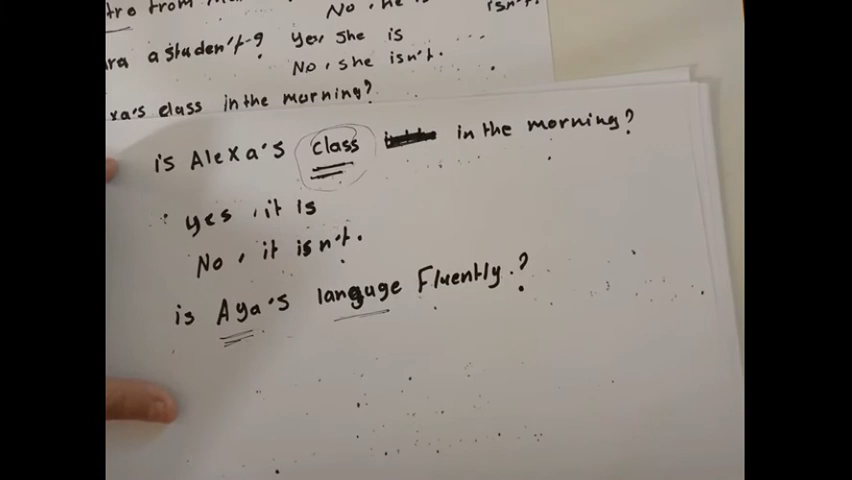 from
No, he
isn't.
a student? yes, she is
No, she isn't.
class in the morning?
is Alexa's class in the morning?
yes, it is
No, it isn't.
is Aya's languge Fluently.?